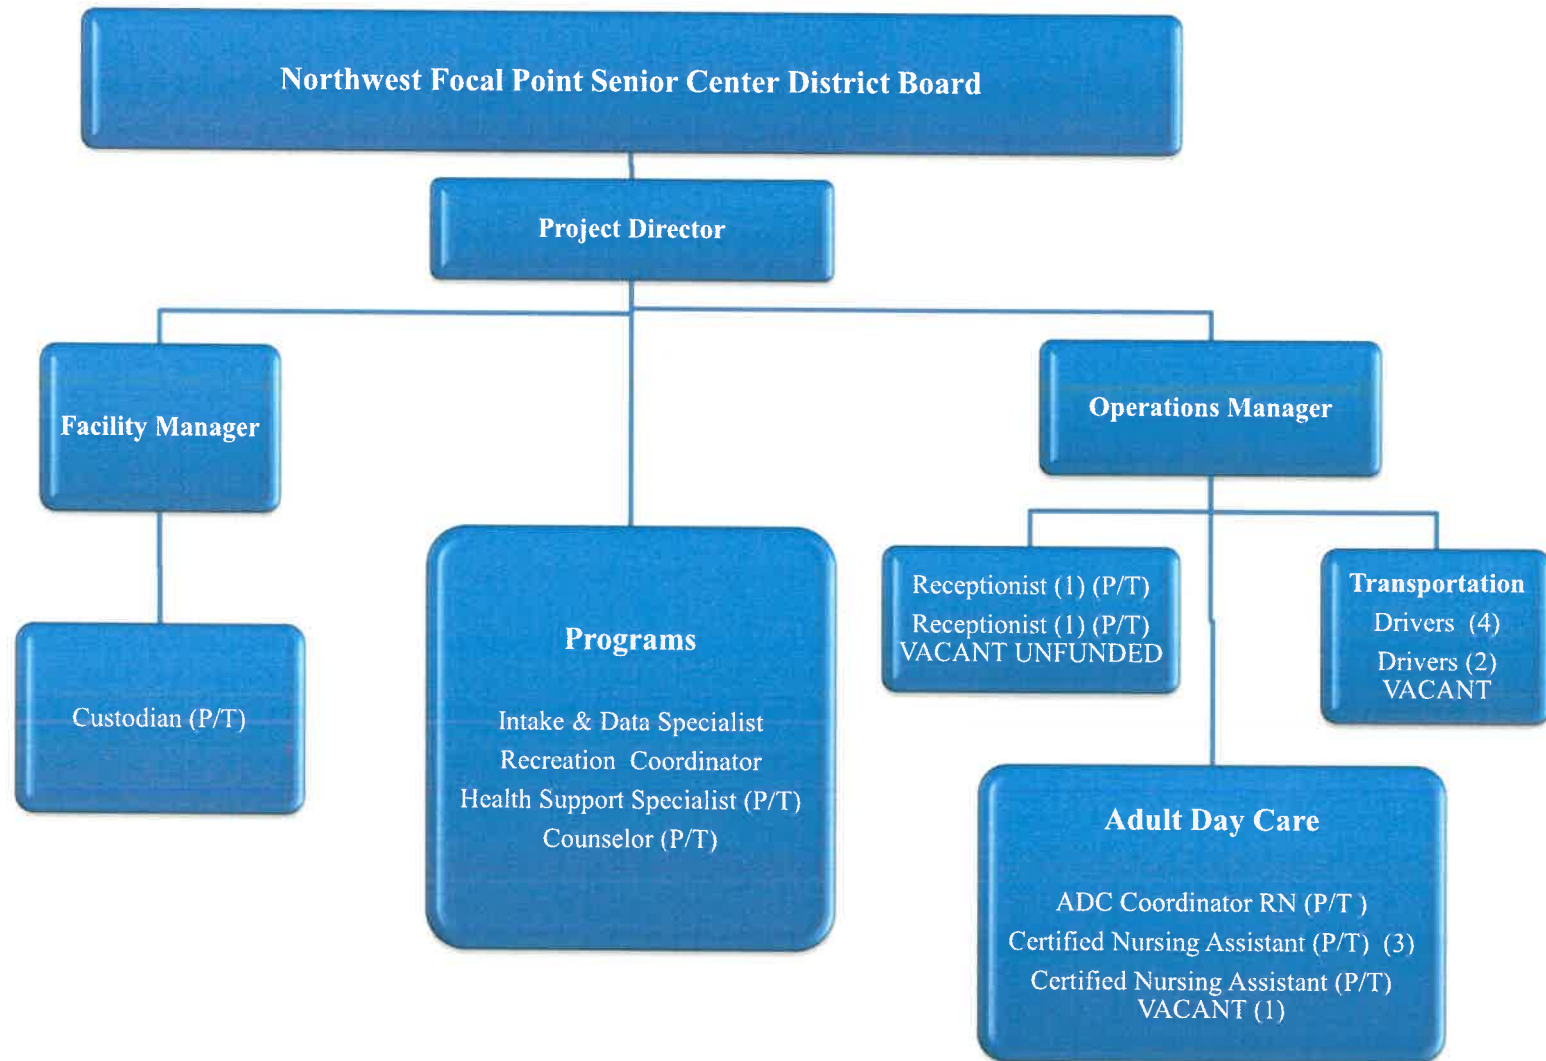 Northwest Focal Point Senior Center District Board
Project Director
Facility Manager
Operations Manager
Custodian (P/T)
Programs
Intake & Data Specialist
Recreation Coordinator
Health Support Specialist (P/T)
Counselor (P/T)
Receptionist (1) (P/T)
Receptionist (1) (P/T)
VACANT UNFUNDED
Transportation
Drivers (4)
Drivers (2)
VACANT
Adult Day Care
ADC Coordinator RN (P/T )
Certified Nursing Assistant (P/T) (3)
Certified Nursing Assistant (P/T)
VACANT (1)